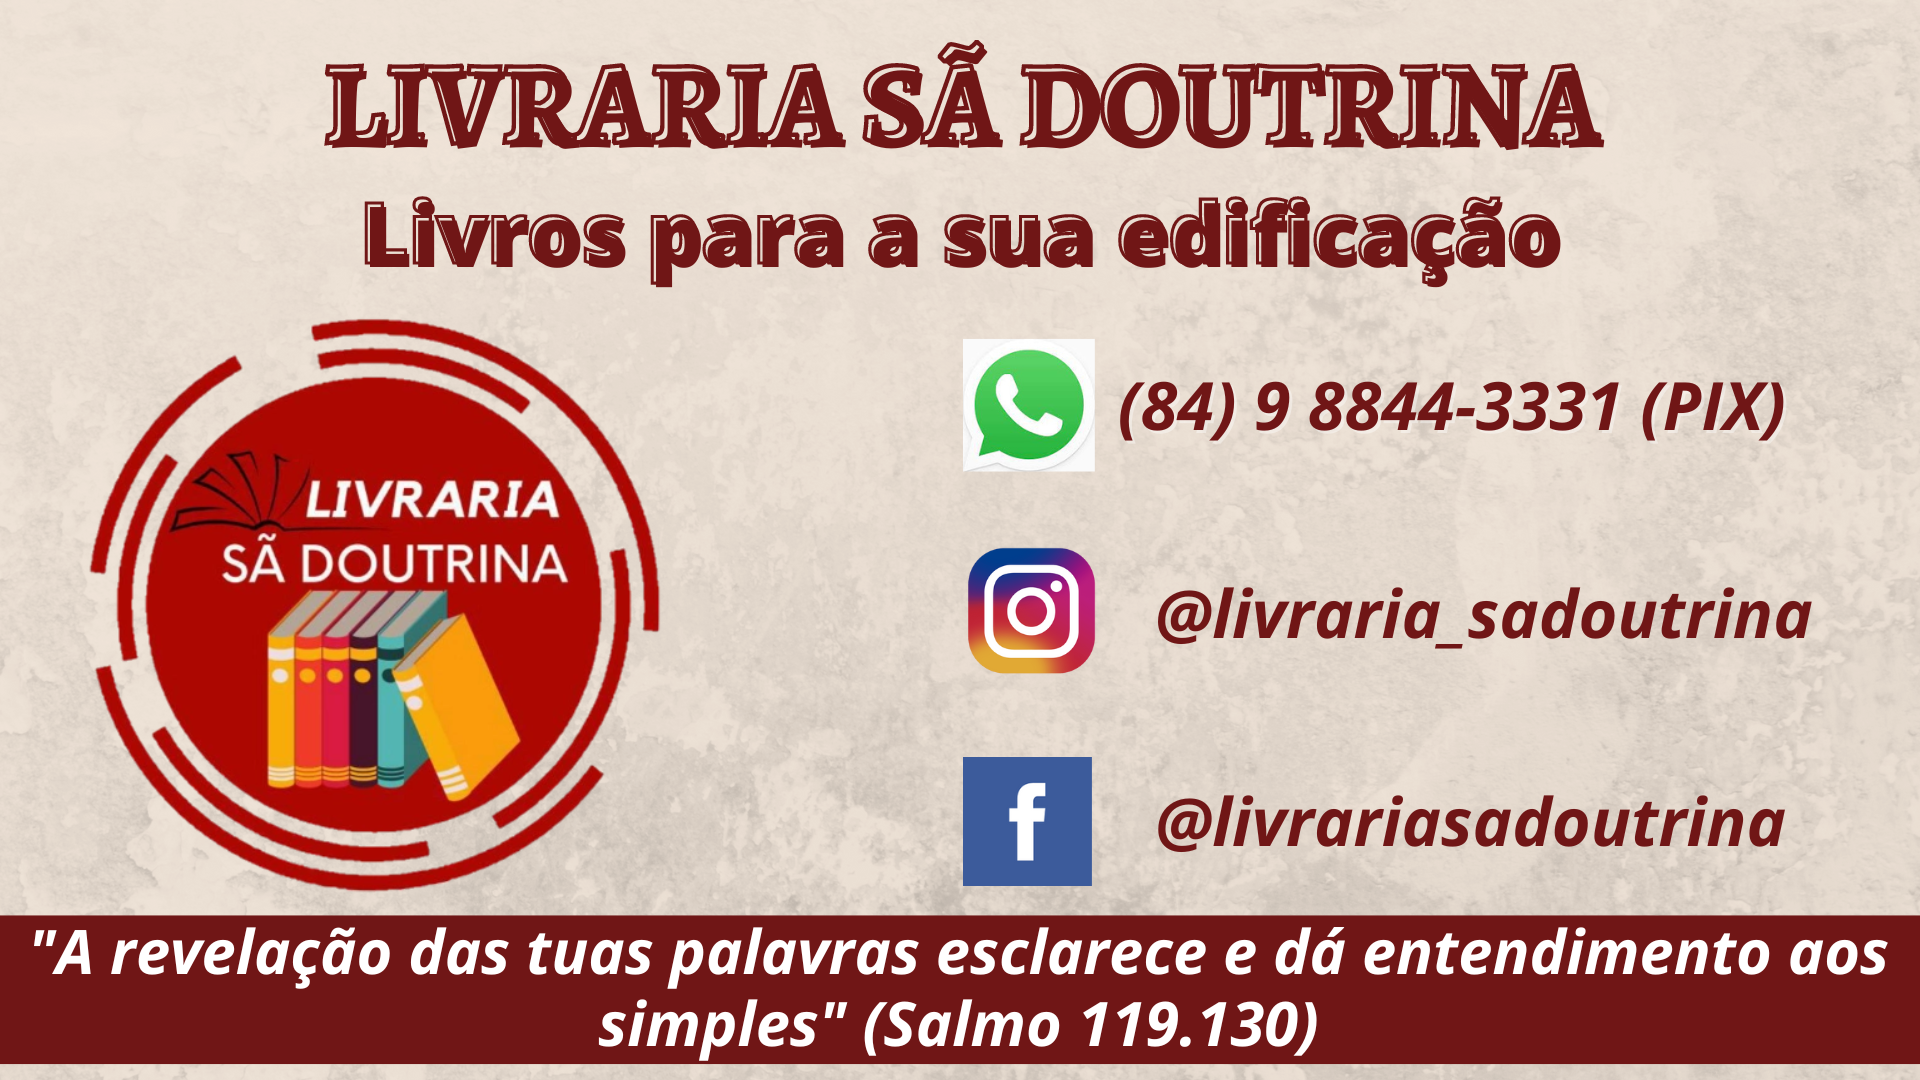 LIVRARIA SÃ DOUTRINA
Livros para a sua edificação
LIVRARIA
SÃ DOUTRINA
(84) 9 8844-3331 (PIX)
@livraria_sadoutrina
@livrariasadoutrina
"A revelação das tuas palavras esclarece e dá entendimento aos
simples" (Salmo 119.130)